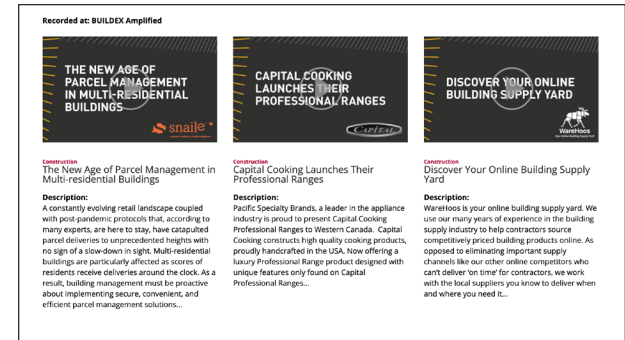 Recorded at: BUILDEX Amplified
THE NEW AGE OF
PARCEL MANAGEMENT
IN MULTI-RESIDENTIAL
BUILDINGS
snaile
CAPITAL COOKING
LAUNCHES THEIR
PROFESSIONAL RANGES
CAPITAL
DISCOVER YOUR ONLINE
BUILDING SUPPLY YARD
WareHoos
Construction
The New Age of Parcel Management in
Multi-residential Buildings
Description:
A constantly evolving retail landscape coupled
with post-pandemic protocols that, according to
many experts, are here to stay, have catapulted
parcel deliveries to unprecedented heights with
no sign of a slow-down in sight. Multi-residential
buildings are particularly affected as scores of
residents receive deliveries around the clock. As a
result, building management must be proactive
about implementing secure, convenient, and
efficient parcel management solutions...
Construction
Capital Cooking Launches Their
Professional Ranges
Description:
Pacific Specialty Brands, a leader in the appliance
industry is proud to present Capital Cooking
Professional Ranges to Western Canada. Capital
Cooking constructs high quality cooking products,
proudly handcrafted in the USA. Now offering a
luxury Professional Range product designed with
unique features only found on Capital
Professional Ranges...
Construction
Discover Your Online Building Supply
Yard
Description:
WareHoos is your online building supply yard. We
use our many years of experience in the building
supply industry to help contractors source
competitively priced building products online. As
opposed to eliminating important supply
channels like our other online competitors who
can't deliver 'on time' for contractors, we work
with the local suppliers you know to deliver when
and where you need it...